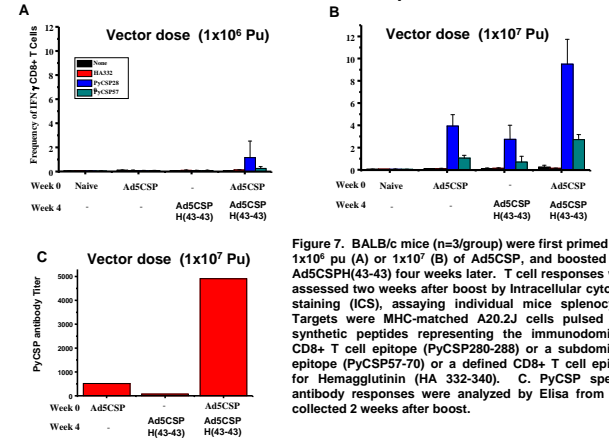 A
Vector dose (1x10⁶ Pu)
Frequency of IFNγ CD8+ T Cells
12
10
8
6
4
2
0
None
HA332
PyCSP28
PyCSP57
Week 0 Naive Ad5CSP - Ad5CSP
Week 4 - - Ad5CSP Ad5CSP
H(43-43) H(43-43)
B
Vector dose (1x10⁷ Pu)
12
10
8
6
4
2
0
Week 0 Naive Ad5CSP - Ad5CSP
Week 4 - - Ad5CSP Ad5CSP
H(43-43) H(43-43)
C
Vector dose (1x10⁷ Pu)
PyCSP antibody Titer
5000
4000
3000
2000
1000
0
Week 0 Ad5CSP - Ad5CSP
Week 4 - Ad5CSP Ad5CSP
H(43-43) H(43-43)
Figure 7. BALB/c mice (n=3/group) were first primed
1x10⁶ pu (A) or 1x10⁷ (B) of Ad5CSP, and boosted
Ad5CSPH(43-43) four weeks later. T cell responses
assessed two weeks after boost by Intracellular
staining (ICS), assaying individual mice
Targets were MHC-matched A20.2J cells pulsed
synthetic peptides representing the
CD8+ T cell epitope (PyCSP280-288) or a
epitope (PyCSP57-70) or a defined CD8+ T cell
for Hemagglutinin (HA 332-340). C. PyCSP
antibody responses were analyzed by Elisa from
collected 2 weeks after boost.